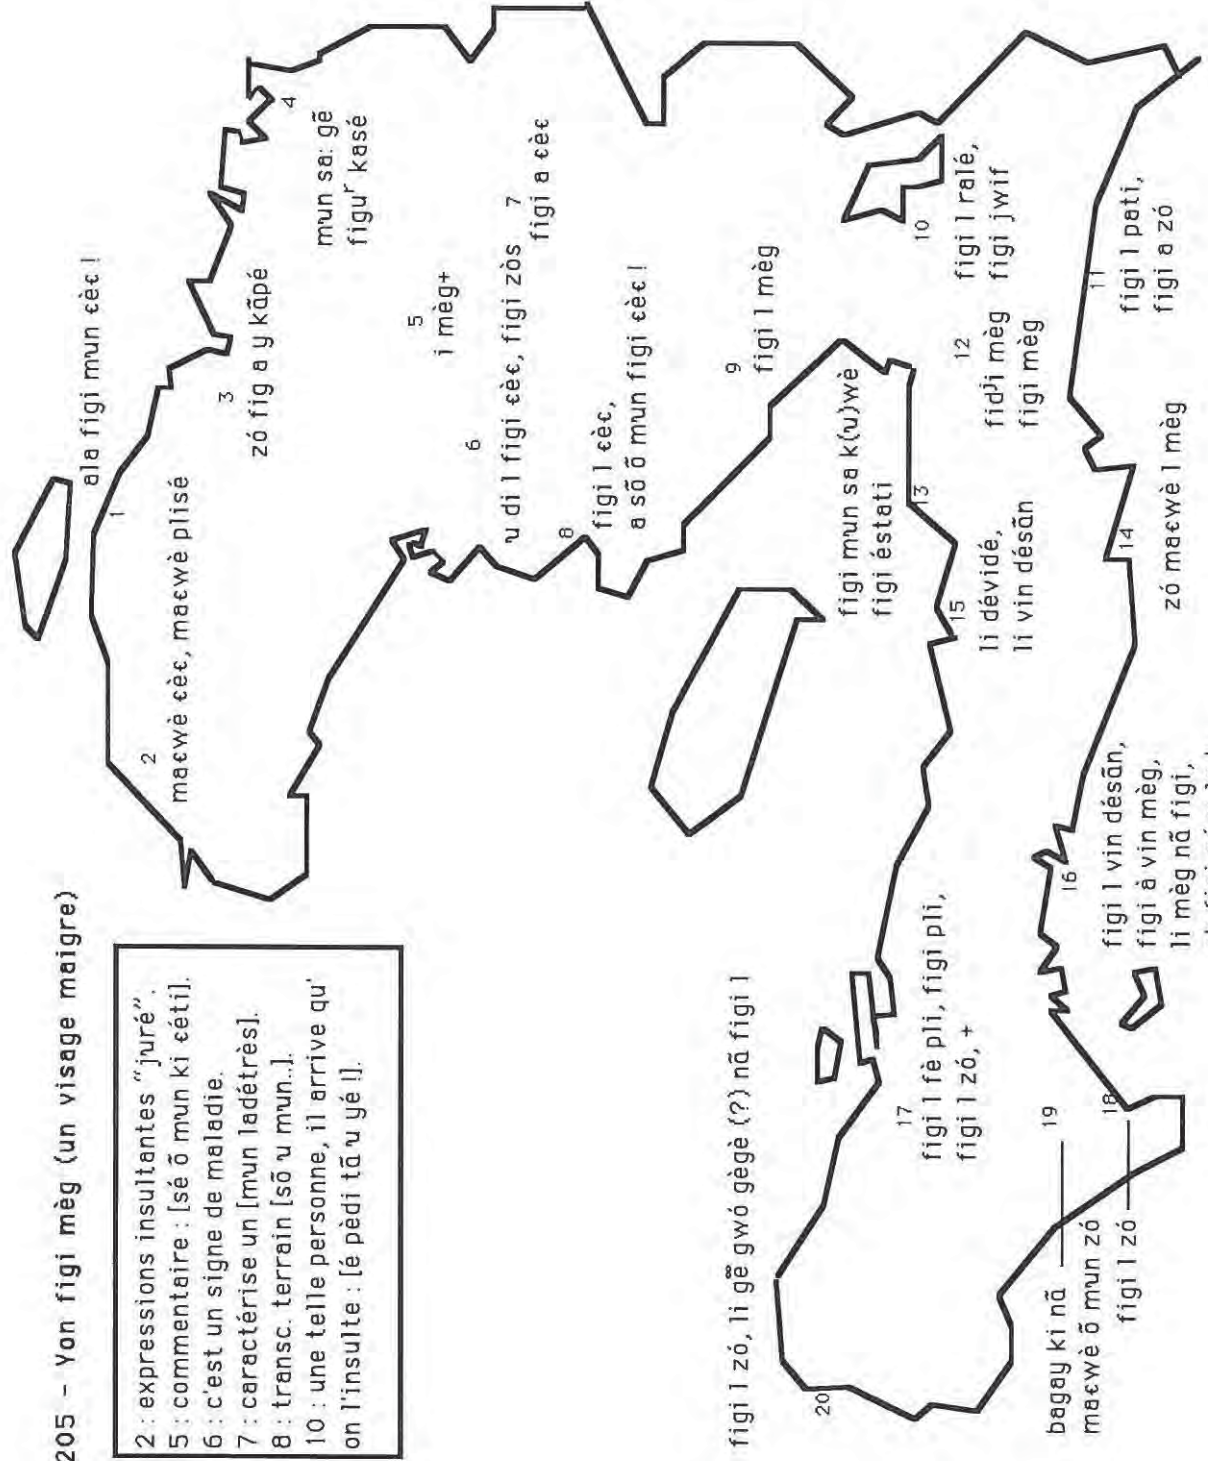 205 - Yon figi mèg (un visage maigre)
2 : expressions insultantes "juré".
5 : commentaire : [sé õ mun ki ɛéti].
6 : c'est un signe de maladie.
7 : caractérise un [mun ladétrès].
8 : transc. terrain [sõ u mun..].
10 : une telle personne, il arrive qu'
on l'insulte : [é pèdi tã u yé !].
1
ala figi mun ɛèɛ !
2
maɛwè ɛèɛ, maɛwè plisé
3
zó fig a y kãpé
4
mun sa: gẽ
figuʳ kasé
5
i mèg+
6
u di l figi ɛèɛ, figi zòs
7
figi a ɛèɛ
8
figi l ɛèɛ,
a sõ õ mun figi ɛèɛ !
9
figi l mèg
10
figi l ralé,
figi jwif
11
figi l pati,
figi a zó
12
fidʲi mèg
figi mèg
13
figi mun sa k(u)wè
figi éstati
14
zó maɛwè l mèg
15
li dévidé,
li vin désãn
16
figi l vin désãn,
figi à vin mèg,
li mèg nã figi,
17
figi l fè pli, figi pli,
figi l zó, +
18
figi l zó
19
bagay ki nã
maɛwè õ mun zó
20
figi l zó, li gẽ gwó gègè (?) nã figi l